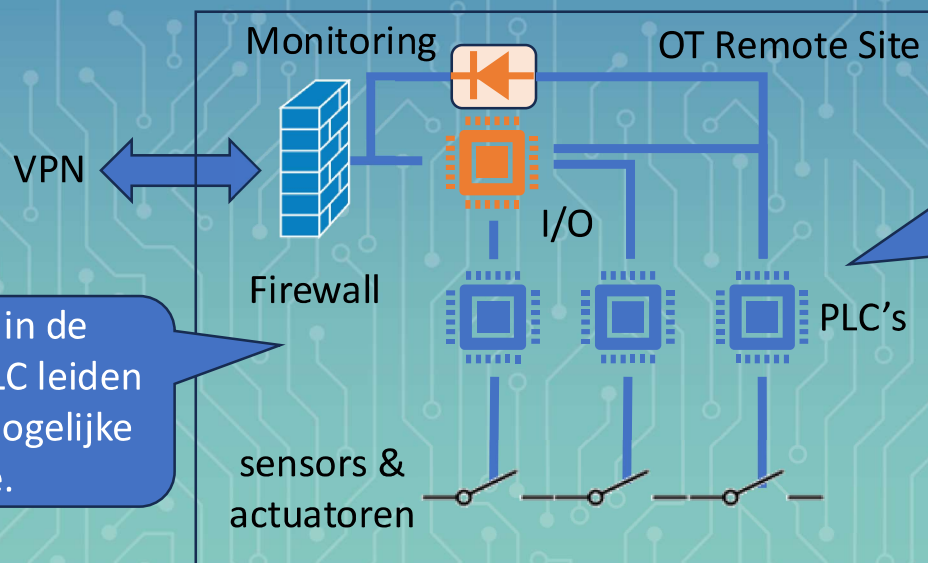 Monitoring
OT Remote Site
VPN
I/O
Firewall
PLC's
in de
LC leiden
ogelijke
e.
sensors &
actuatoren